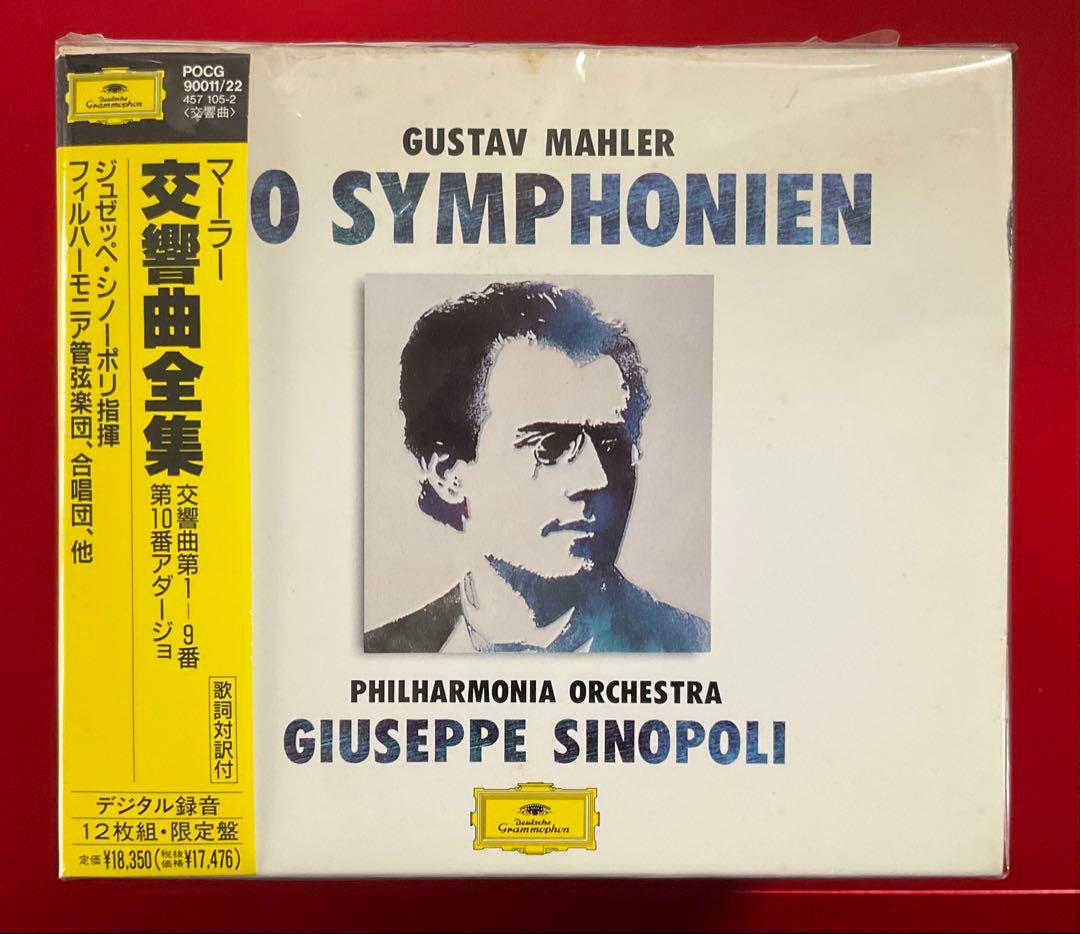 Deutsche
Grammophon
POCG
90011/22
457 105-2
〈交響曲〉
マーラー
交響曲全集
交響曲第1–9番
第10番アダージョ
ジュゼッペ・シノーポリ指揮
フィルハーモニア管弦楽団、合唱団、他
歌詞対訳付
デジタル録音
12枚組・限定盤
定価¥18,350(税抜価格¥17,476)
GUSTAV MAHLER
0 SYMPHONIEN
PHILHARMONIA ORCHESTRA
GIUSEPPE SINOPOLI
Deutsche
Grammophon